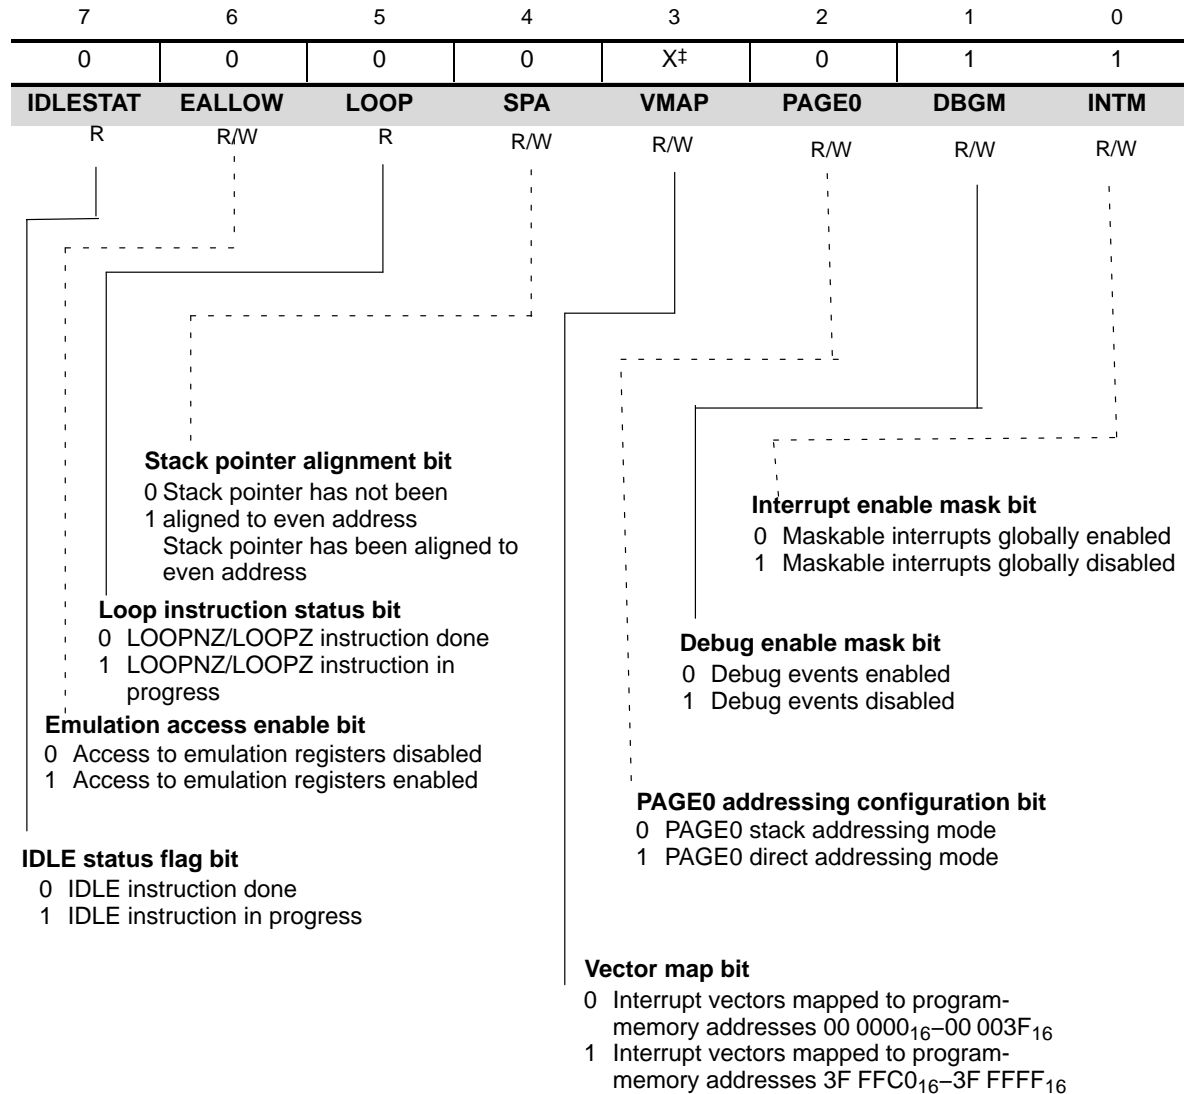 7 6 5 4 3 2 1 0
0 0 0 0 X‡ 0 1 1
IDLESTAT EALLOW LOOP SPA VMAP PAGE0 DBGM INTM
R R/W R R/W R/W R/W R/W R/W
Stack pointer alignment bit
0 Stack pointer has not been
1 aligned to even address
Stack pointer has been aligned to
even address
Interrupt enable mask bit
0 Maskable interrupts globally enabled
1 Maskable interrupts globally disabled
Loop instruction status bit
0 LOOPNZ/LOOPZ instruction done
1 LOOPNZ/LOOPZ instruction in
progress
Debug enable mask bit
0 Debug events enabled
1 Debug events disabled
Emulation access enable bit
0 Access to emulation registers disabled
1 Access to emulation registers enabled
PAGE0 addressing configuration bit
0 PAGE0 stack addressing mode
1 PAGE0 direct addressing mode
IDLE status flag bit
0 IDLE instruction done
1 IDLE instruction in progress
Vector map bit
0 Interrupt vectors mapped to program-
memory addresses 00 0000₁₆–00 003F₁₆
1 Interrupt vectors mapped to program-
memory addresses 3F FFC0₁₆–3F FFFF₁₆